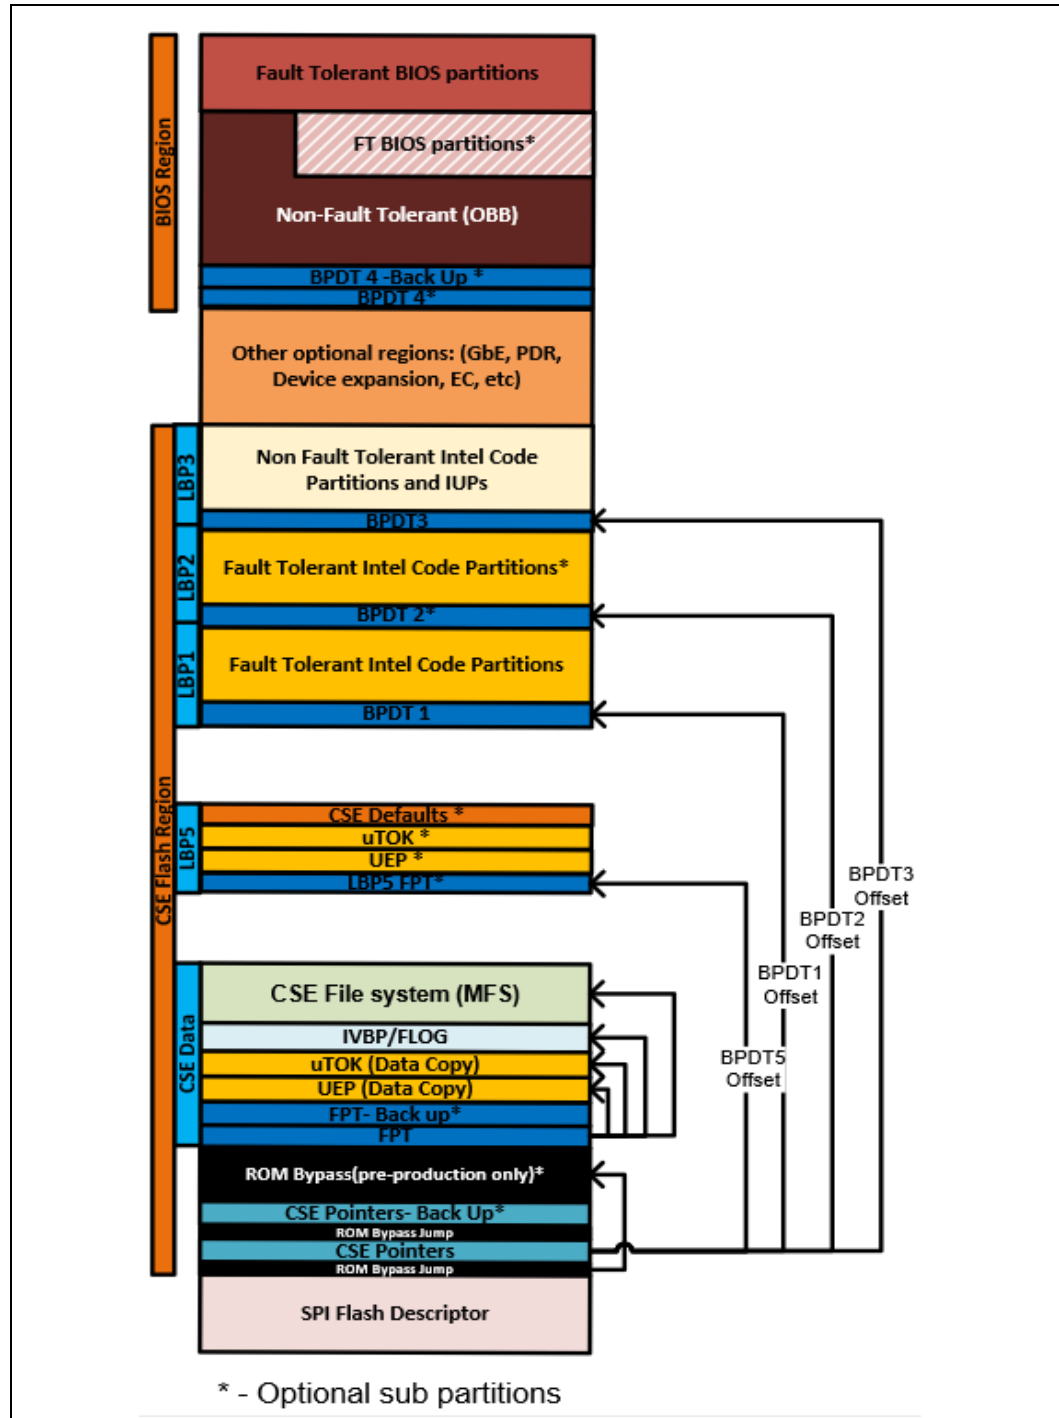 BIOS Region
Fault Tolerant BIOS partitions
FT BIOS partitions*
Non-Fault Tolerant (OBB)
BPDT 4 -Back Up *
BPDT 4*
Other optional regions: (GbE, PDR,
Device expansion, EC, etc)
CSE Flash Region
LBP3
Non Fault Tolerant Intel Code
Partitions and IUPs
BPDT3
LBP2
Fault Tolerant Intel Code Partitions*
BPDT 2*
LBP1
Fault Tolerant Intel Code Partitions
BPDT 1
LBP5
CSE Defaults *
uTOK *
UEP *
LBP5 FPT*
BPDT3
Offset
BPDT2
Offset
BPDT1
Offset
BPDT5
Offset
CSE Data
CSE File system (MFS)
IVBP/FLOG
uTOK (Data Copy)
UEP (Data Copy)
FPT- Back up*
FPT
ROM Bypass(pre-production only)*
CSE Pointers- Back Up*
ROM Bypass Jump
CSE Pointers
ROM Bypass Jump
SPI Flash Descriptor
* - Optional sub partitions